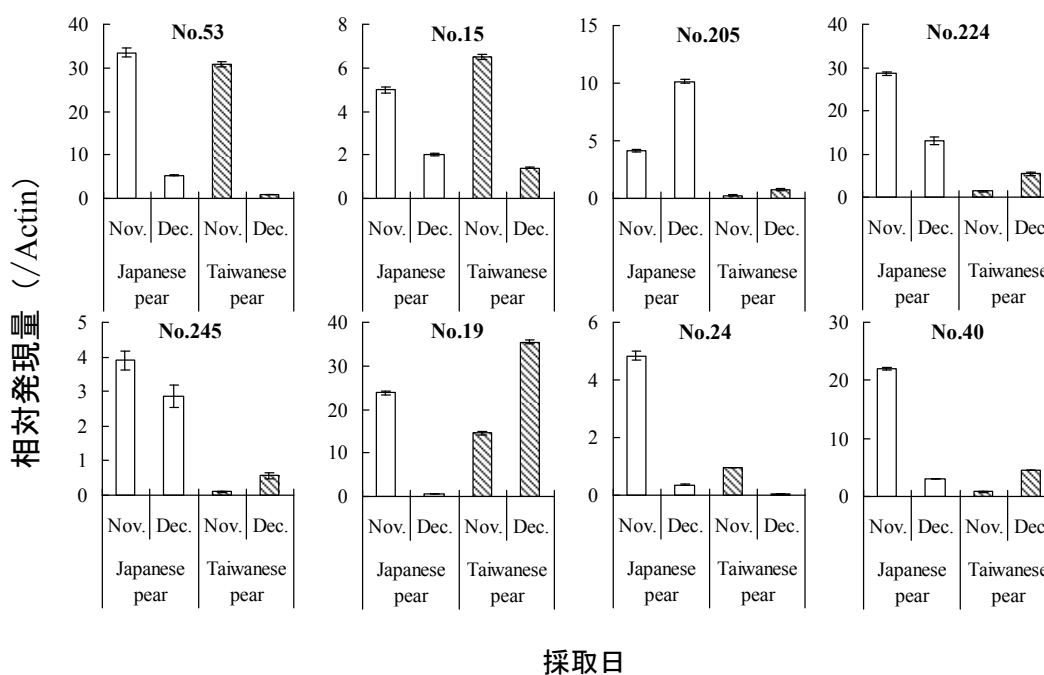 No.53
40
30
20
10
0
Nov. Dec. Nov. Dec.
Japanese Taiwanese
pear pear
No.15
8
6
4
2
0
Nov. Dec. Nov. Dec.
Japanese Taiwanese
pear pear
No.205
15
10
5
0
Nov. Dec. Nov. Dec.
Japanese Taiwanese
pear pear
No.224
40
30
20
10
0
Nov. Dec. Nov. Dec.
Japanese Taiwanese
pear pear
相対発現量 (/Actin)
No.245
5
4
3
2
1
0
Nov. Dec. Nov. Dec.
Japanese Taiwanese
pear pear
No.19
40
30
20
10
0
Nov. Dec. Nov. Dec.
Japanese Taiwanese
pear pear
No.24
6
4
2
0
Nov. Dec. Nov. Dec.
Japanese Taiwanese
pear pear
No.40
30
20
10
0
Nov. Dec. Nov. Dec.
Japanese Taiwanese
pear pear
採取日